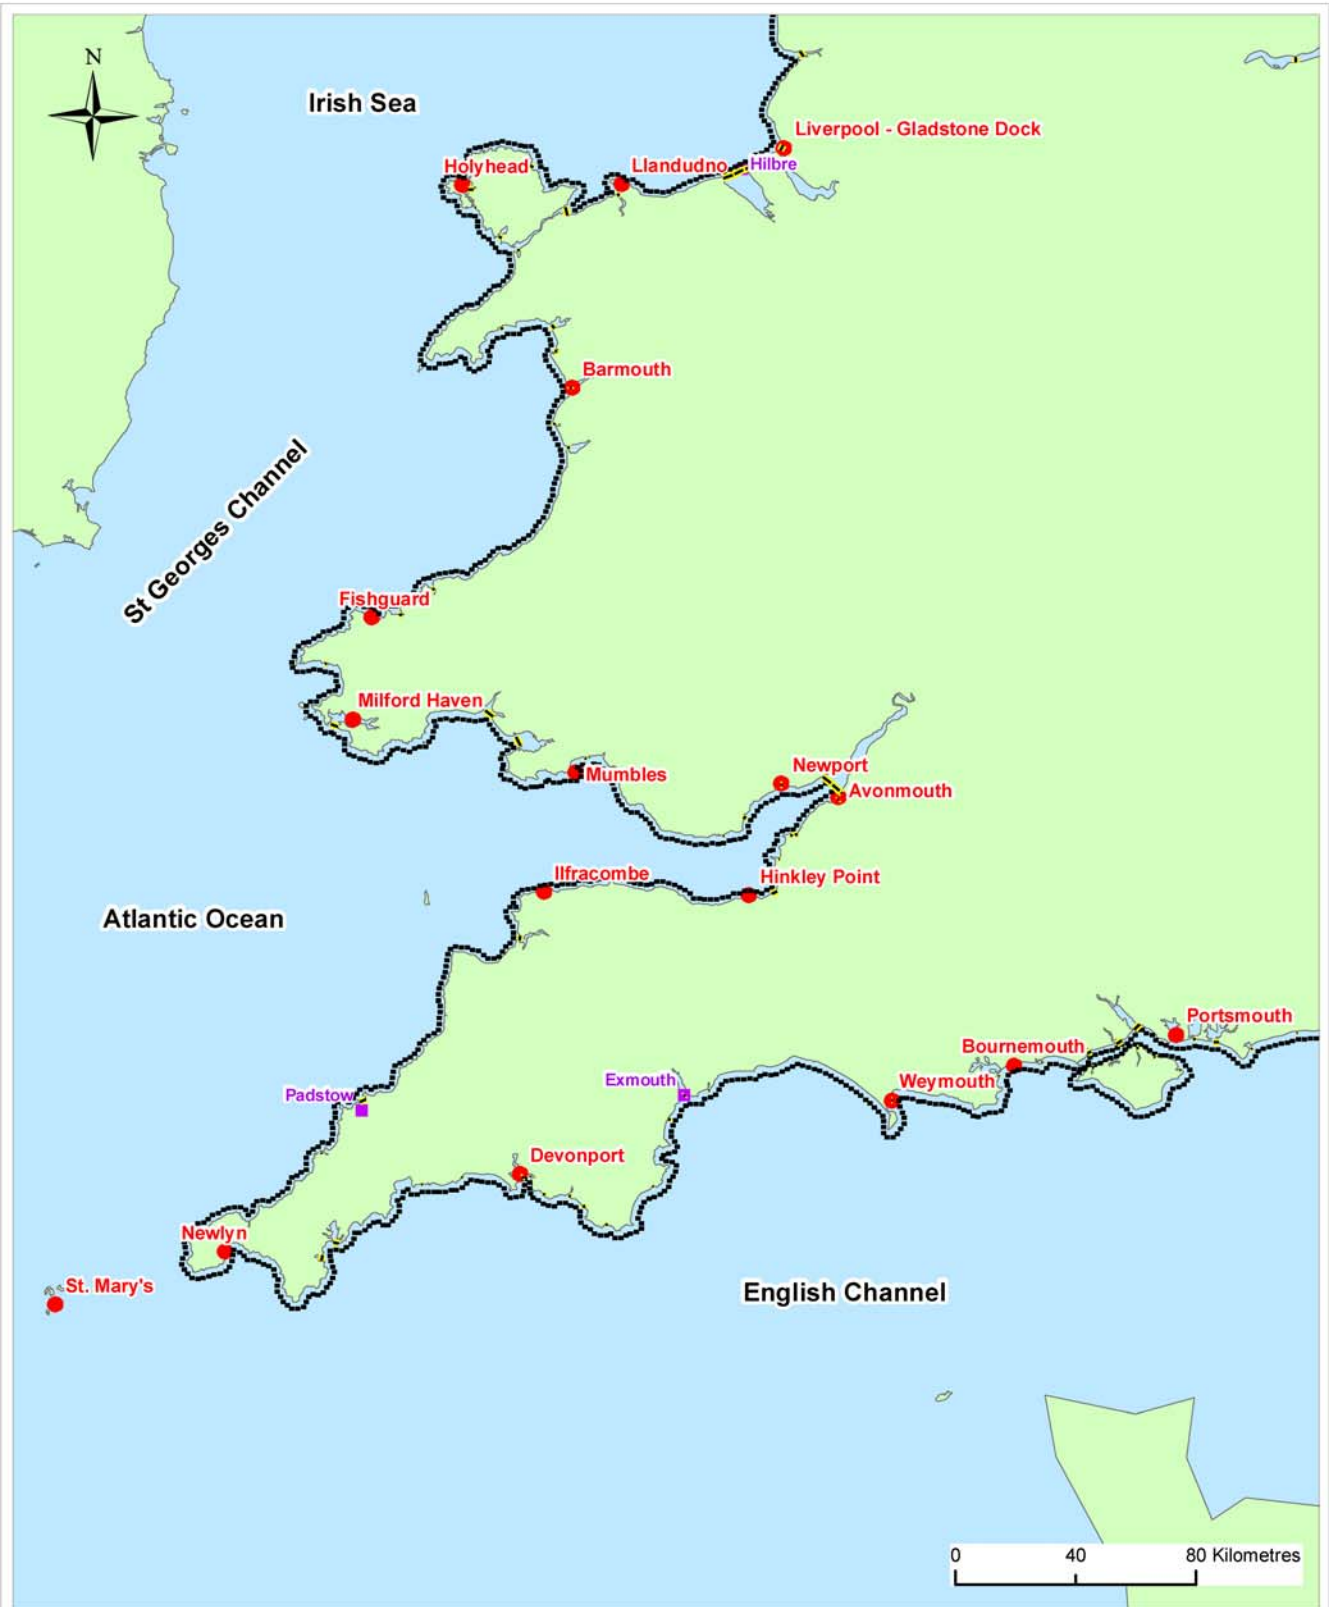 N
Irish Sea
Liverpool - Gladstone Dock
Holyhead
Llandudno
Hilbre
Barmouth
St Georges Channel
Fishguard
Milford Haven
Mumbles
Newport
Avonmouth
Ilfracombe
Hinkley Point
Atlantic Ocean
Portsmouth
Bournemouth
Weymouth
Exmouth
Padstow
Devonport
Newlyn
St. Mary's
English Channel
0 40 80 Kilometres